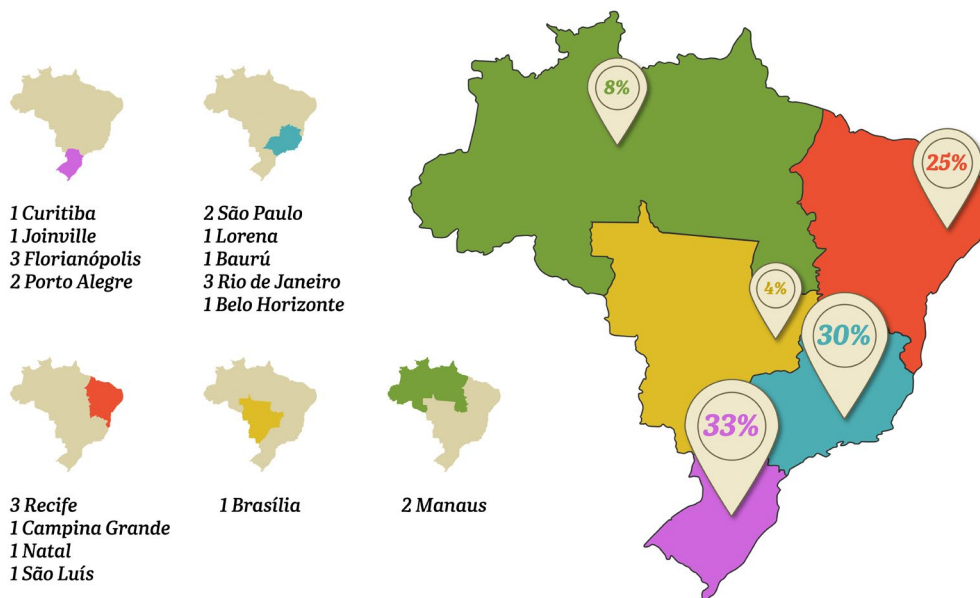 1 Curitiba
1 Joinville
3 Florianópolis
2 Porto Alegre
2 São Paulo
1 Lorena
1 Baurú
3 Rio de Janeiro
1 Belo Horizonte
3 Recife
1 Campina Grande
1 Natal
1 São Luís
1 Brasília
2 Manaus
8%
25%
4%
30%
33%